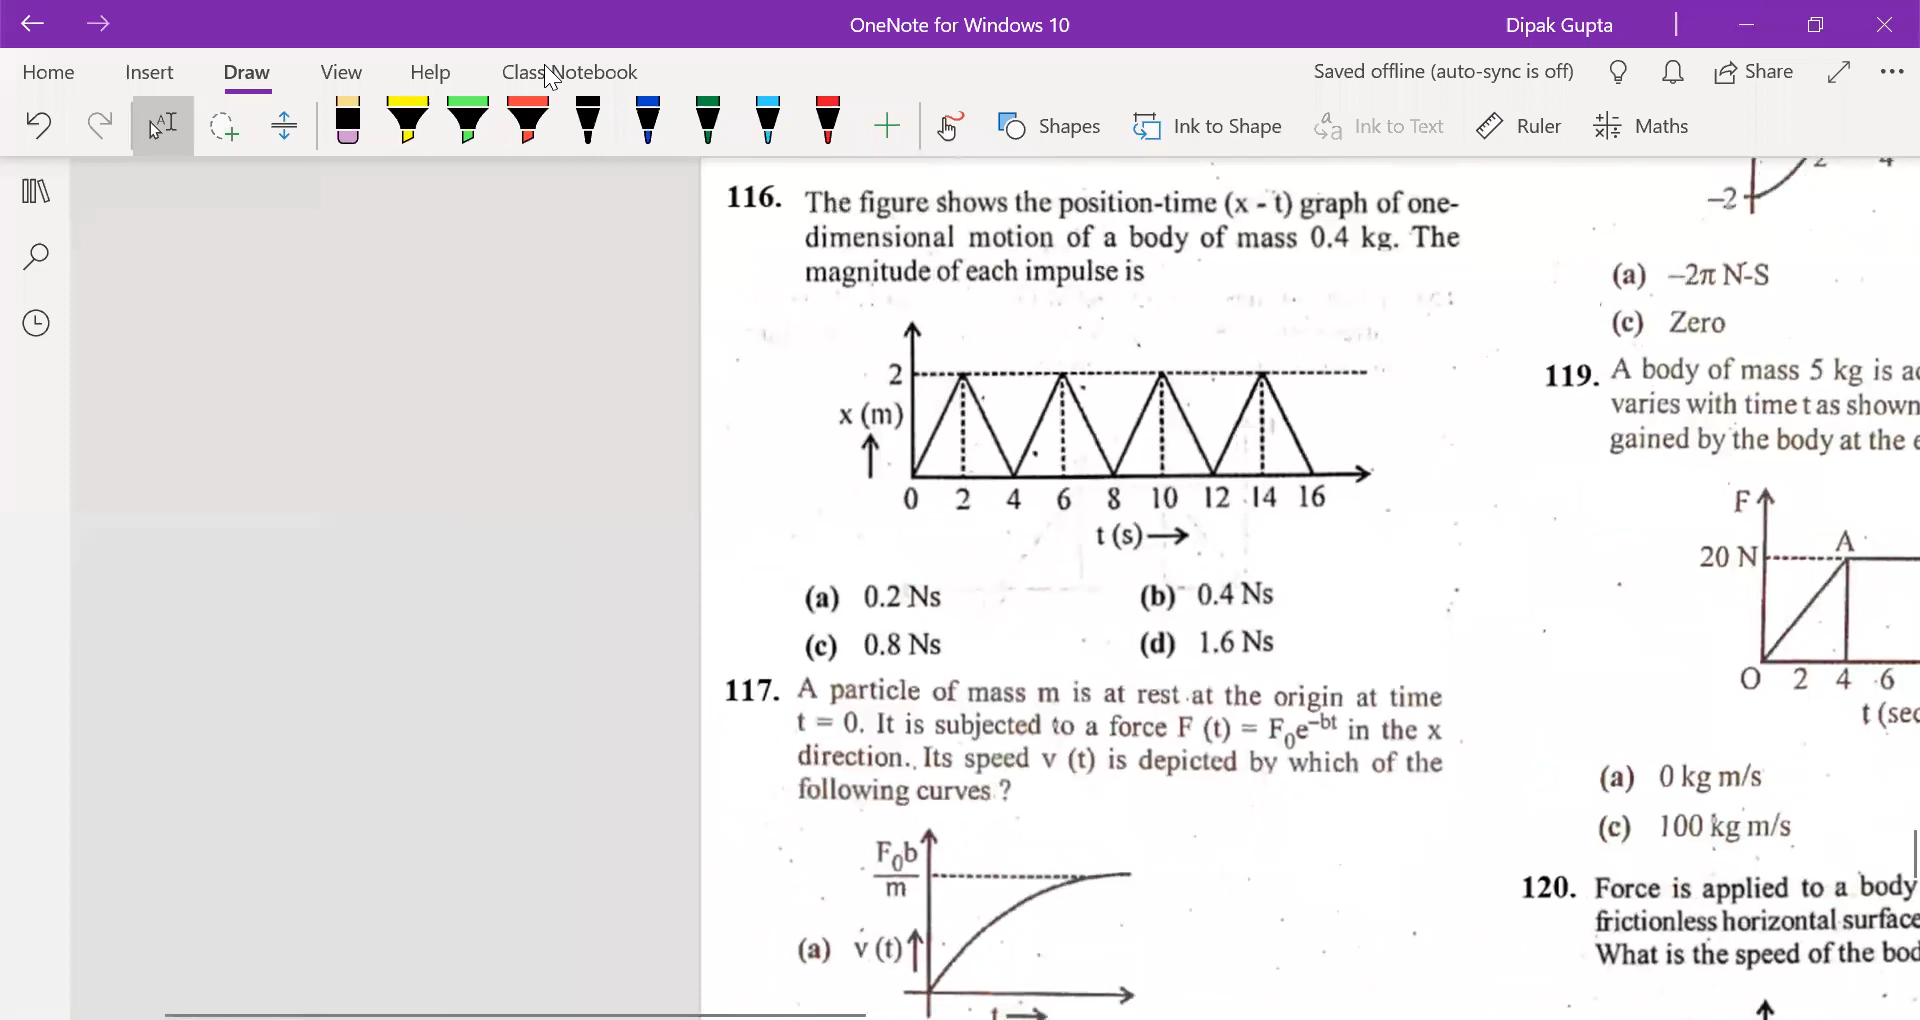 OneNote for Windows 10
Dipak Gupta
Home Insert Draw View Help Class Notebook
Saved offline (auto-sync is off) Share
Shapes Ink to Shape Ink to Text Ruler Maths
116. The figure shows the position-time (x - t) graph of one-
dimensional motion of a body of mass 0.4 kg. The
magnitude of each impulse is
2
x (m)
0 2 4 6 8 10 12 14 16
t (s)
(a) 0.2 Ns (b) 0.4 Ns
(c) 0.8 Ns (d) 1.6 Ns
117. A particle of mass m is at rest at the origin at time
t = 0. It is subjected to a force F (t) = F₀e⁻ᵇᵗ in the x
direction. Its speed v (t) is depicted by which of the
following curves ?
F₀b
m
(a) v (t)
t
-2
2 4
(a) –2π N-S
(c) Zero
119. A body of mass 5 kg is
varies with time t as shown
gained by the body at the
F
20 N
A
O 2 4 6
t (sec
(a) 0 kg m/s
(c) 100 kg m/s
120. Force is applied to a body
frictionless horizontal surface
What is the speed of the